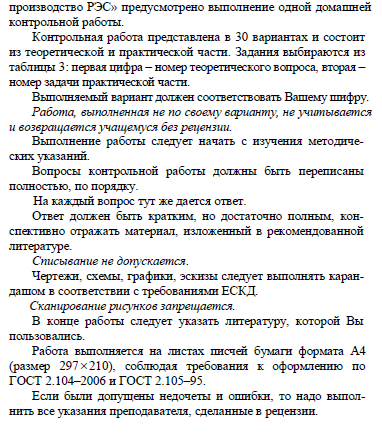 производство РЭС» предусмотрено выполнение одной домашней
контрольной работы.
Контрольная работа представлена в 30 вариантах и состоит
из теоретической и практической части. Задания выбираются из
таблицы 3: первая цифра – номер теоретического вопроса, вторая –
номер задачи практической части.
Выполняемый вариант должен соответствовать Вашему шифру.
Работа, выполненная не по своему варианту, не учитывается
и возвращается учащемуся без рецензии.
Выполнение работы следует начать с изучения методиче-
ских указаний.
Вопросы контрольной работы должны быть переписаны
полностью, по порядку.
На каждый вопрос тут же дается ответ.
Ответ должен быть кратким, но достаточно полным, кон-
спективно отражать материал, изложенный в рекомендованной
литературе.
Списывание не допускается.
Чертежи, схемы, графики, эскизы следует выполнять каран-
дашом в соответствии с требованиями ЕСКД.
Сканирование рисунков запрещается.
В конце работы следует указать литературу, которой Вы
пользовались.
Работа выполняется на листах писчей бумаги формата А4
(размер 297×210), соблюдая требования к оформлению по
ГОСТ 2.104–2006 и ГОСТ 2.105–95.
Если были допущены недочеты и ошибки, то надо выпол-
нить все указания преподавателя, сделанные в рецензии.